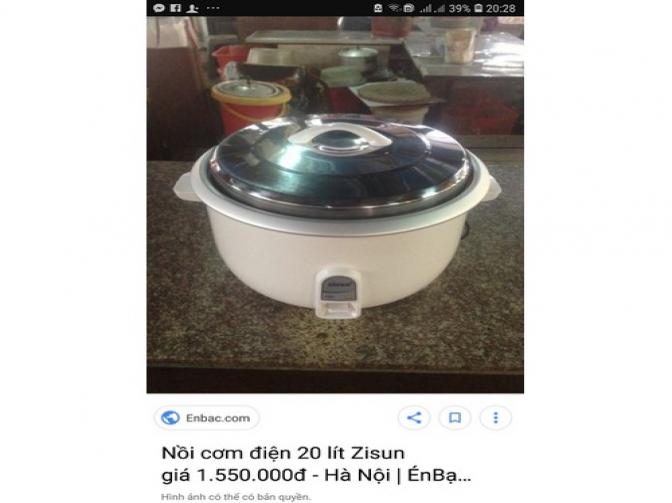 39% 20:28
Enbac.com
Nồi cơm điện 20 lít Zisun
giá 1.550.000đ - Hà Nội | ÉnBạ...
Hình ảnh có thể có bản quyền.